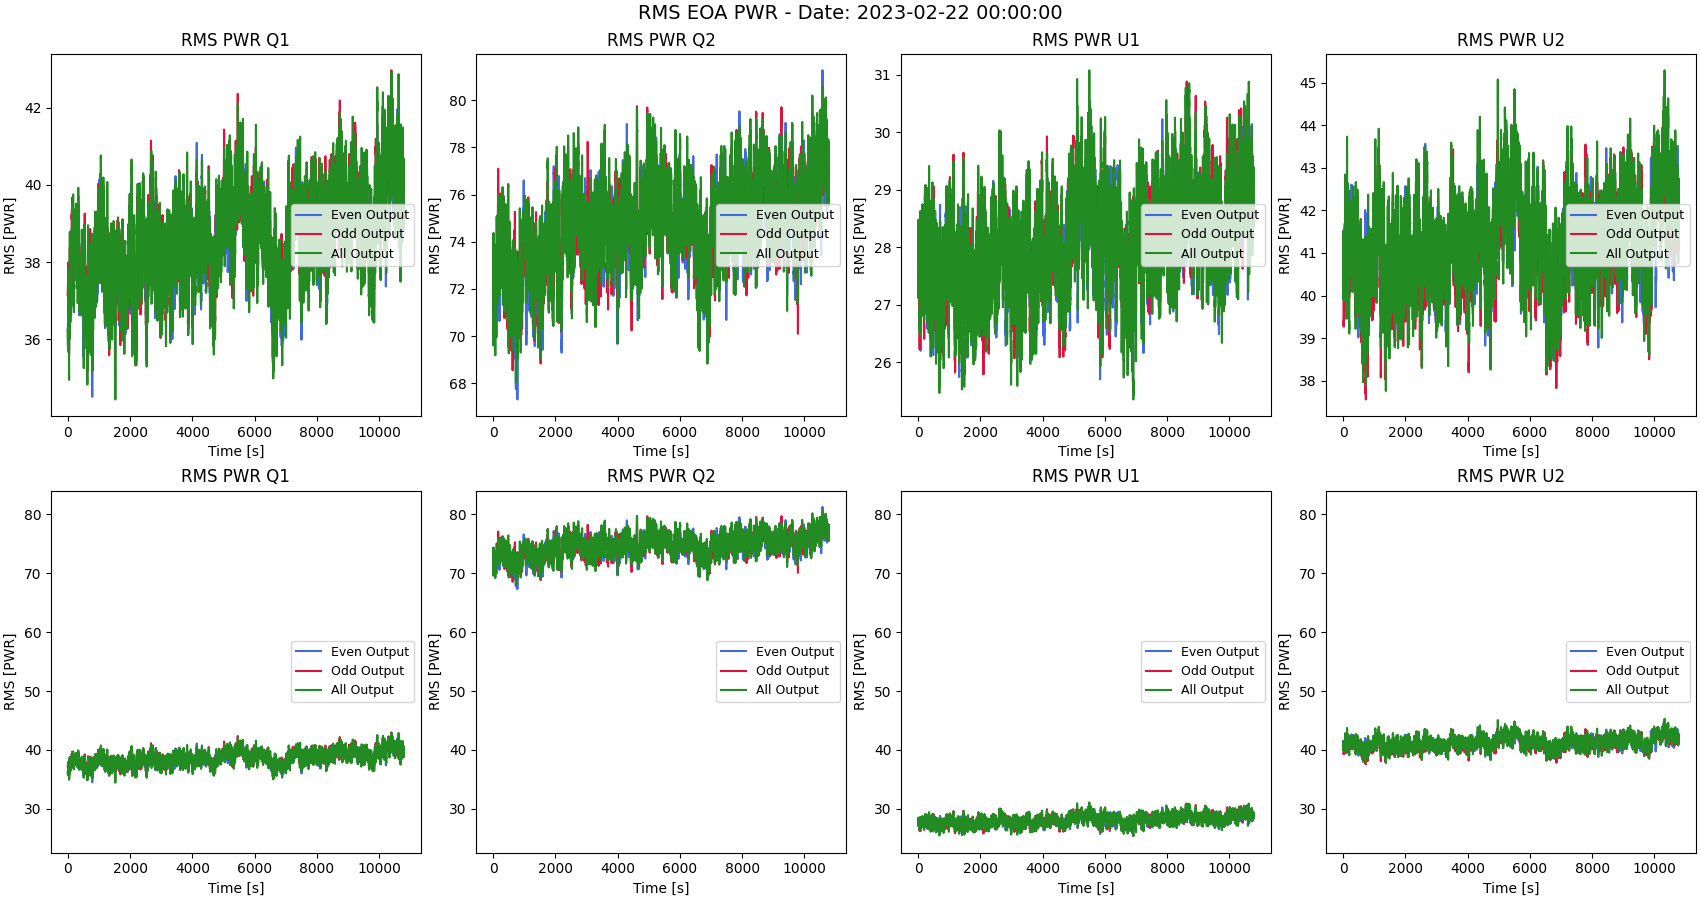 RMS EOA PWR - Date: 2023-02-22 00:00:00
RMS PWR Q1
RMS [PWR]
42
40
38
36
Even Output
Odd Output
All Output
0 2000 4000 6000 8000 10000
Time [s]
RMS PWR Q2
RMS [PWR]
80
78
76
74
72
70
68
Even Output
Odd Output
All Output
0 2000 4000 6000 8000 10000
Time [s]
RMS PWR U1
RMS [PWR]
31
30
29
28
27
26
Even Output
Odd Output
All Output
0 2000 4000 6000 8000 10000
Time [s]
RMS PWR U2
RMS [PWR]
45
44
43
42
41
40
39
38
Even Output
Odd Output
All Output
0 2000 4000 6000 8000 10000
Time [s]
RMS PWR Q1
RMS [PWR]
80
70
60
50
40
30
Even Output
Odd Output
All Output
0 2000 4000 6000 8000 10000
Time [s]
RMS PWR Q2
RMS [PWR]
80
70
60
50
40
30
Even Output
Odd Output
All Output
0 2000 4000 6000 8000 10000
Time [s]
RMS PWR U1
RMS [PWR]
80
70
60
50
40
30
Even Output
Odd Output
All Output
0 2000 4000 6000 8000 10000
Time [s]
RMS PWR U2
RMS [PWR]
80
70
60
50
40
30
Even Output
Odd Output
All Output
0 2000 4000 6000 8000 10000
Time [s]